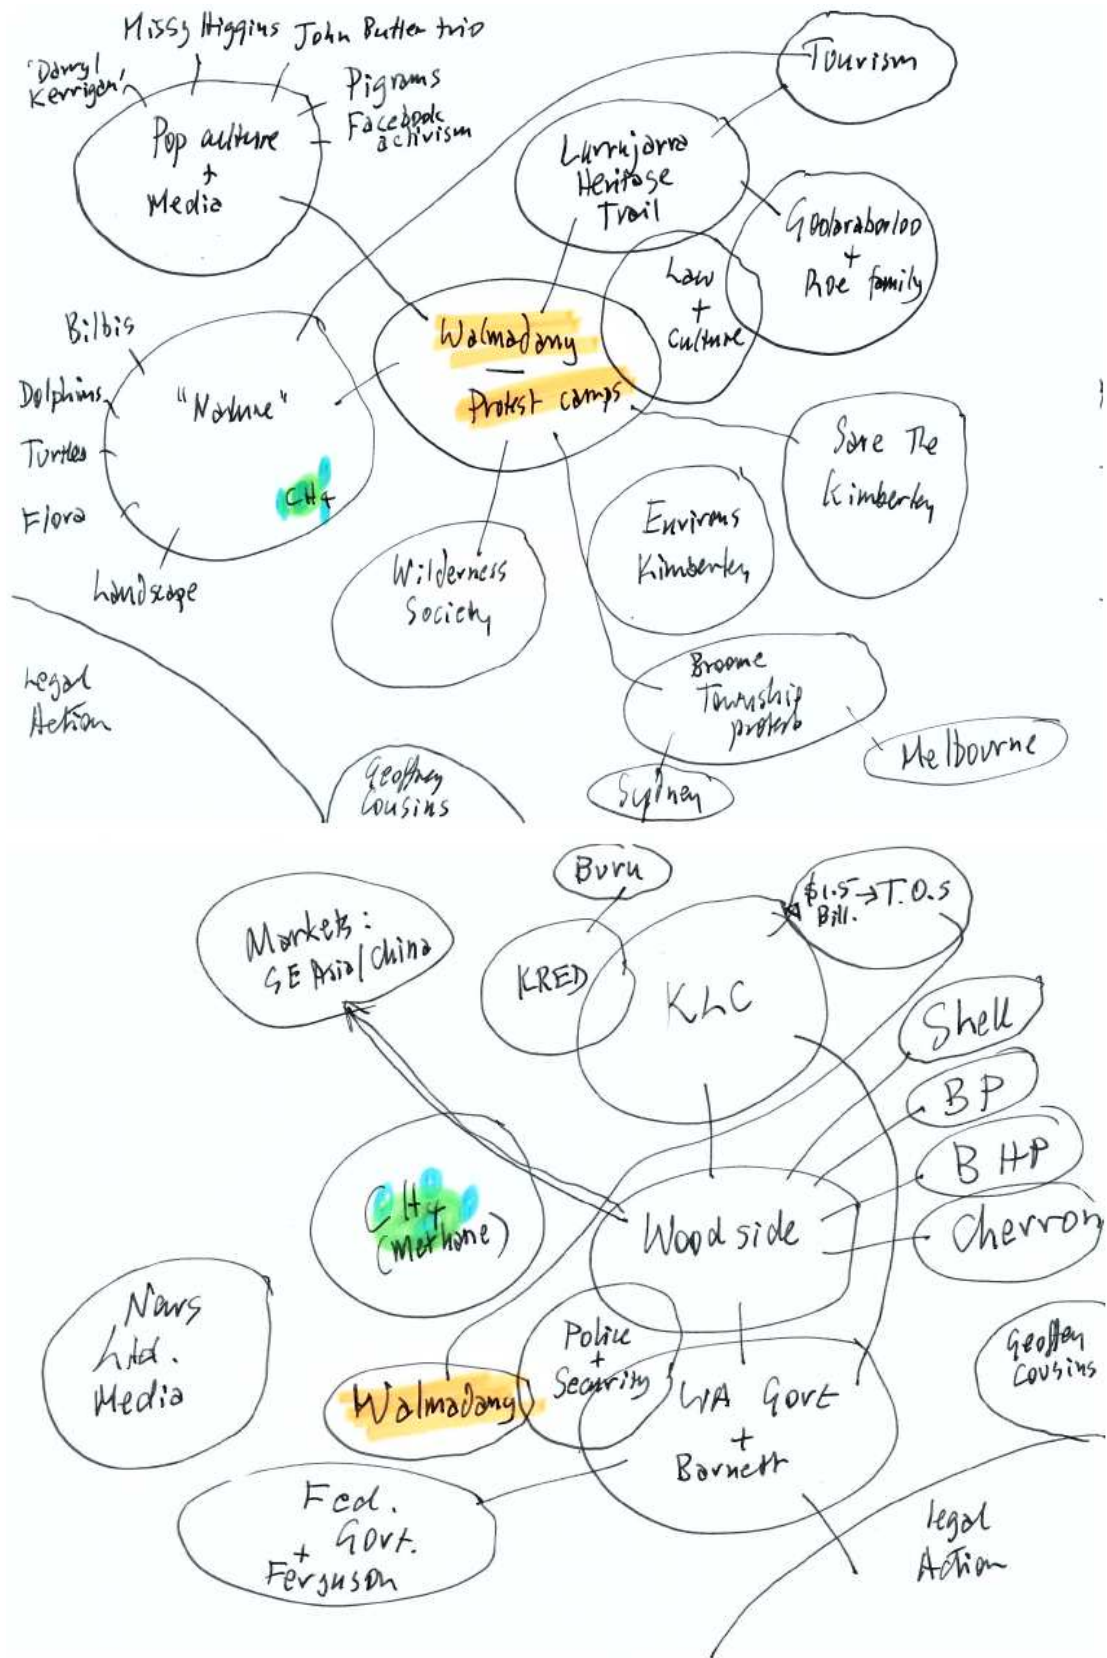 Missy Higgins
John Butler trio
'Darryl
Kerrigan'
Pigrams
Facebook
activism
Pop culture
+
Media
Tourism
Lurrujarra
Heritage
Trail
Goolaraboloo
+
Roe family
Law
+
Culture
Walmadany
Protest camps
Bilbis
Dolphins
Turtles
Flora
Landscape
"Nature"
CH4
Save The
Kimberley
Environs
Kimberley
Wilderness
Society
Broome
Township
protests
Melbourne
Sydney
Legal
Action
Geoffrey
Cousins
Buru
$1.5 → T.O.s
Bill.
Markets:
SE Asia/China
KRED
KLC
Shell
BP
BHP
Chevron
CH4
(Methane)
Woodside
News
Ltd.
Media
Police
+
Security
Walmadany
WA Govt
+
Barnett
Geoffrey
Cousins
Fed.
Govt.
+
Ferguson
Legal
Action